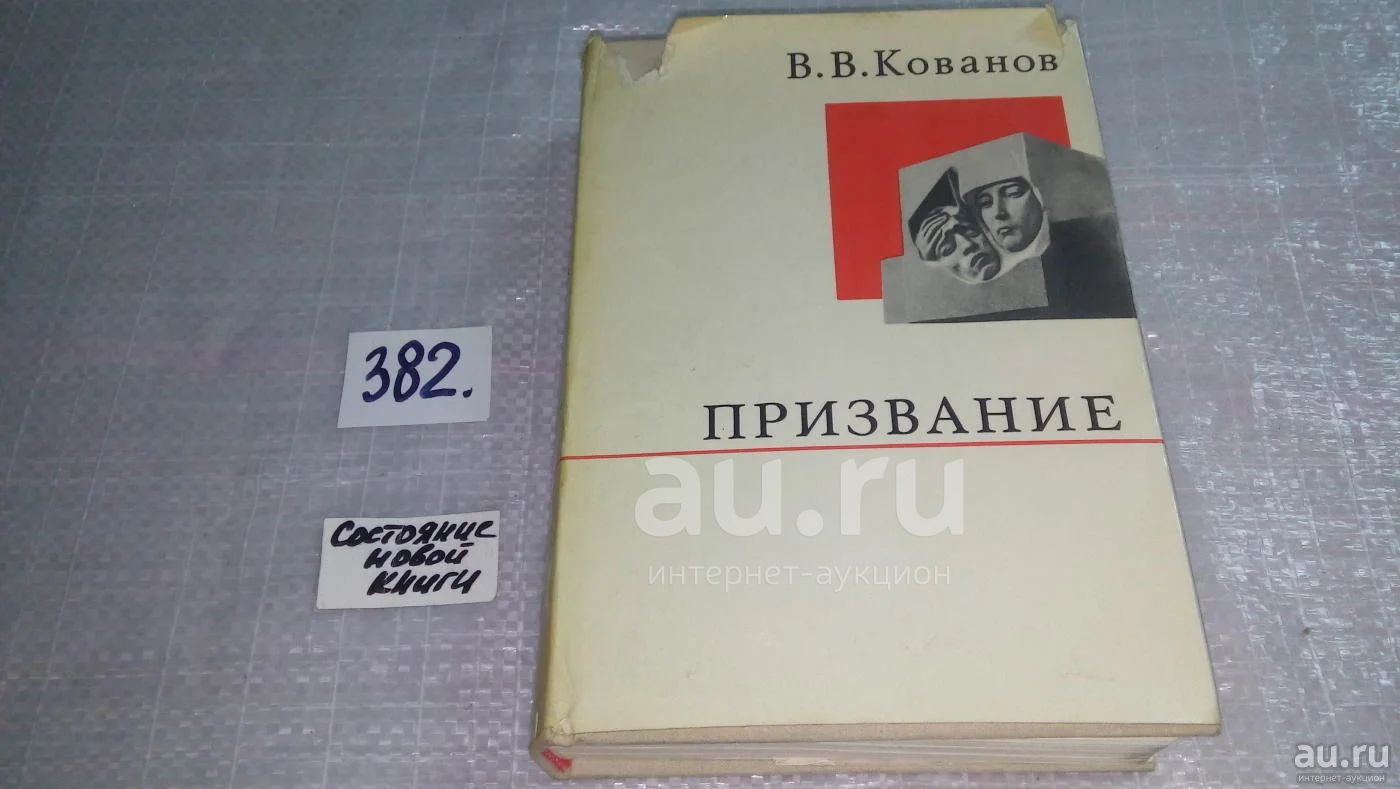 В.В.Кованов
ПРИЗВАНИЕ
382.
Состояние
новой
книги
au.ru
интернет-аукцион
au.ru
интернет-аукцион